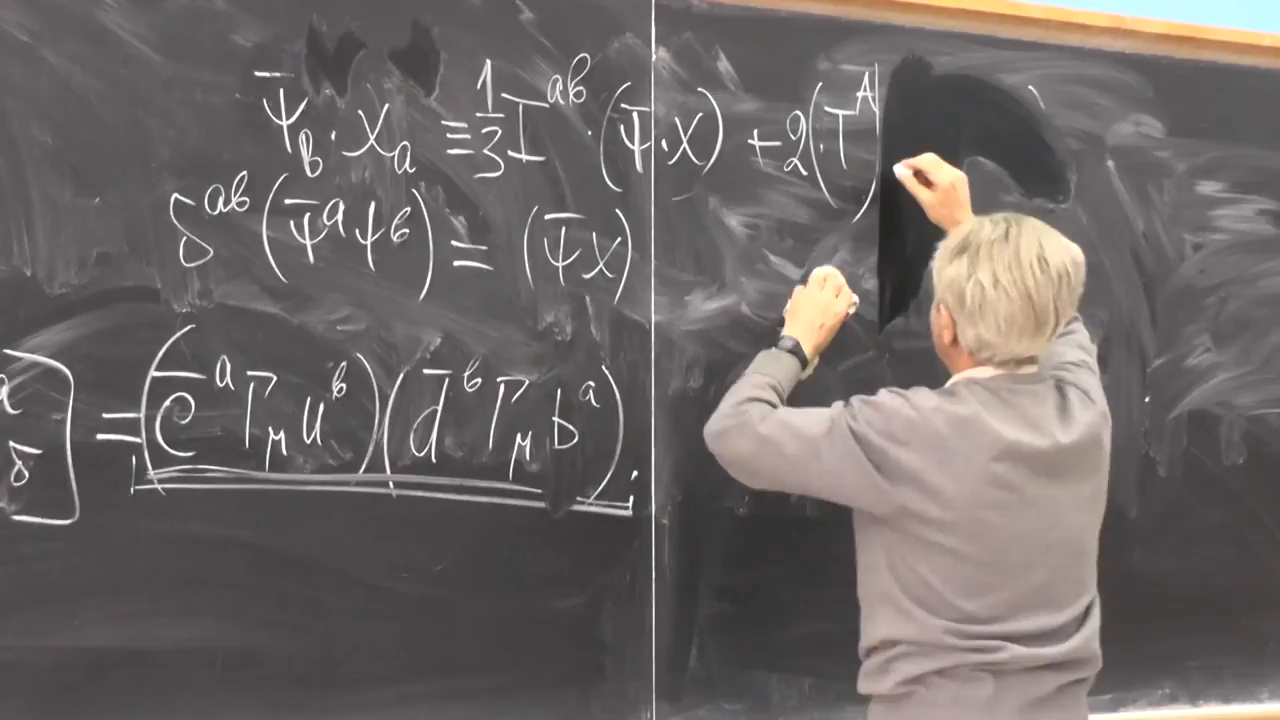 Ψ̄_b · χ_a ≡ 1/3 I^{ab} · (Ψ̄ · χ) + 2(· T^A)
δ^{ab} (Ψ̄^a ψ^b) = (Ψ̄ χ)
a δ ] = (c̄^a Γ_μ u^b)(d̄^b Γ_μ b^a).